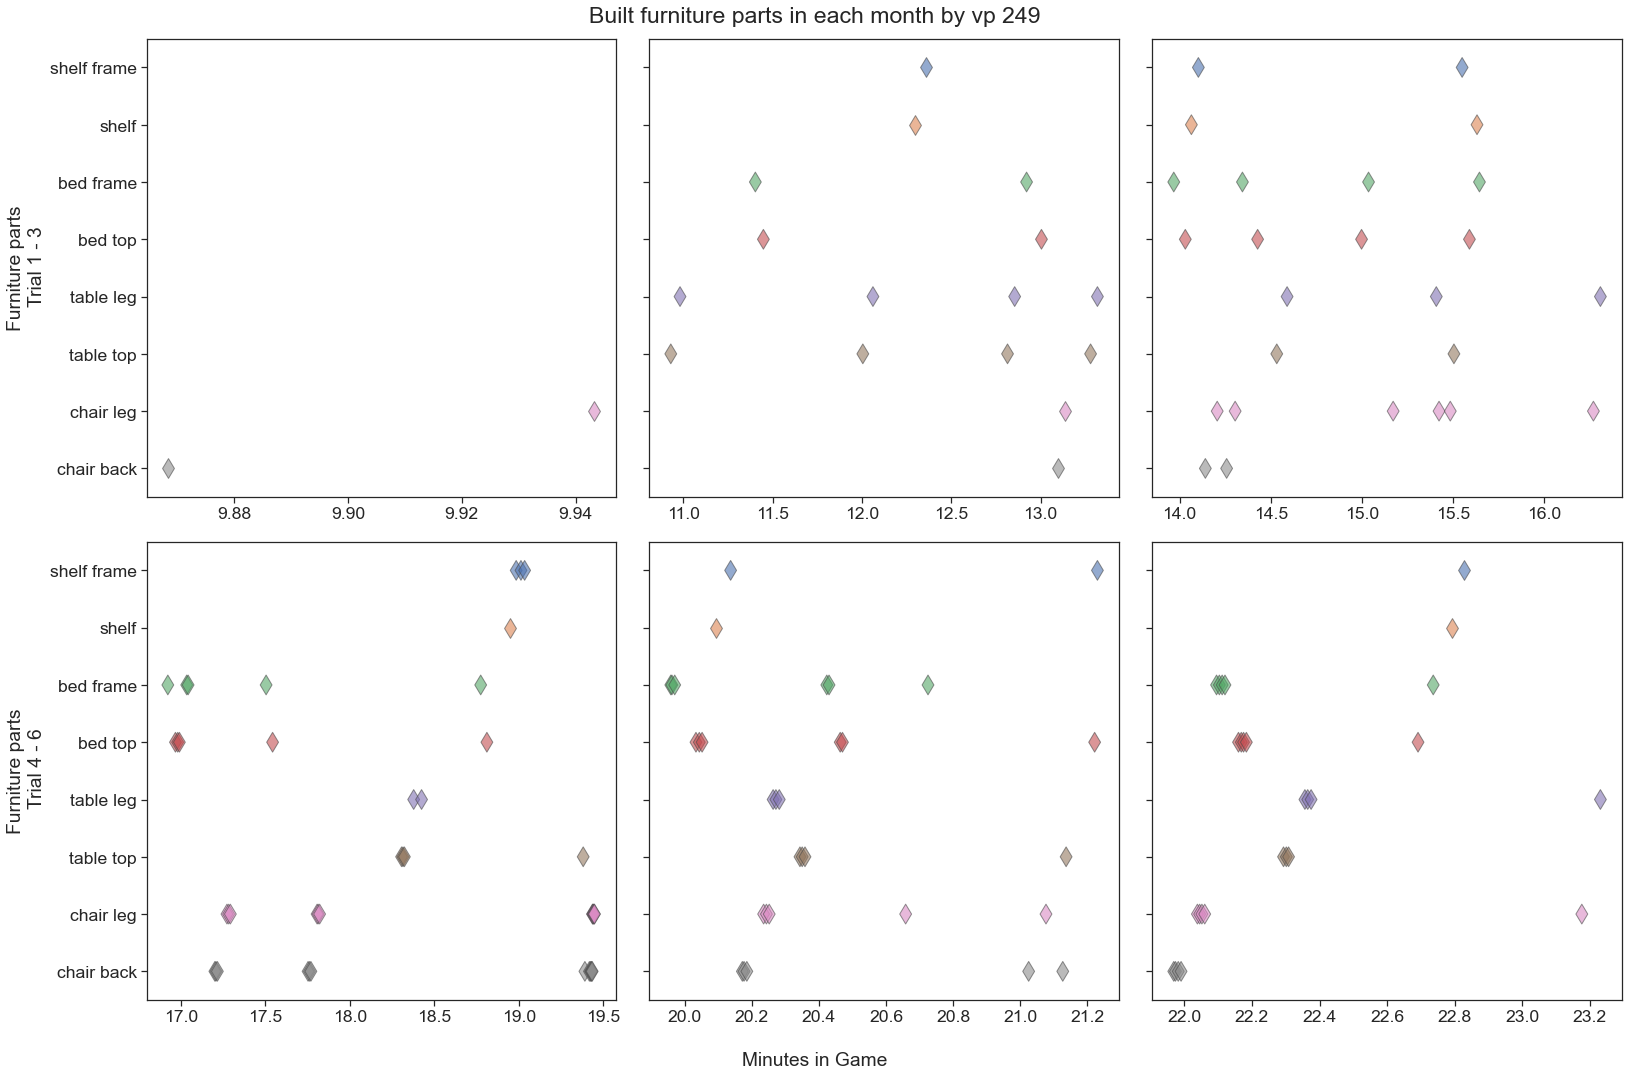 Built furniture parts in each month by vp 249
Furniture parts
Trial 1 - 3
shelf frame
shelf
bed frame
bed top
table leg
table top
chair leg
chair back
9.88 9.90 9.92 9.94
11.0 11.5 12.0 12.5 13.0
14.0 14.5 15.0 15.5 16.0
Furniture parts
Trial 4 - 6
shelf frame
shelf
bed frame
bed top
table leg
table top
chair leg
chair back
17.0 17.5 18.0 18.5 19.0 19.5
20.0 20.2 20.4 20.6 20.8 21.0 21.2
22.0 22.2 22.4 22.6 22.8 23.0 23.2
Minutes in Game